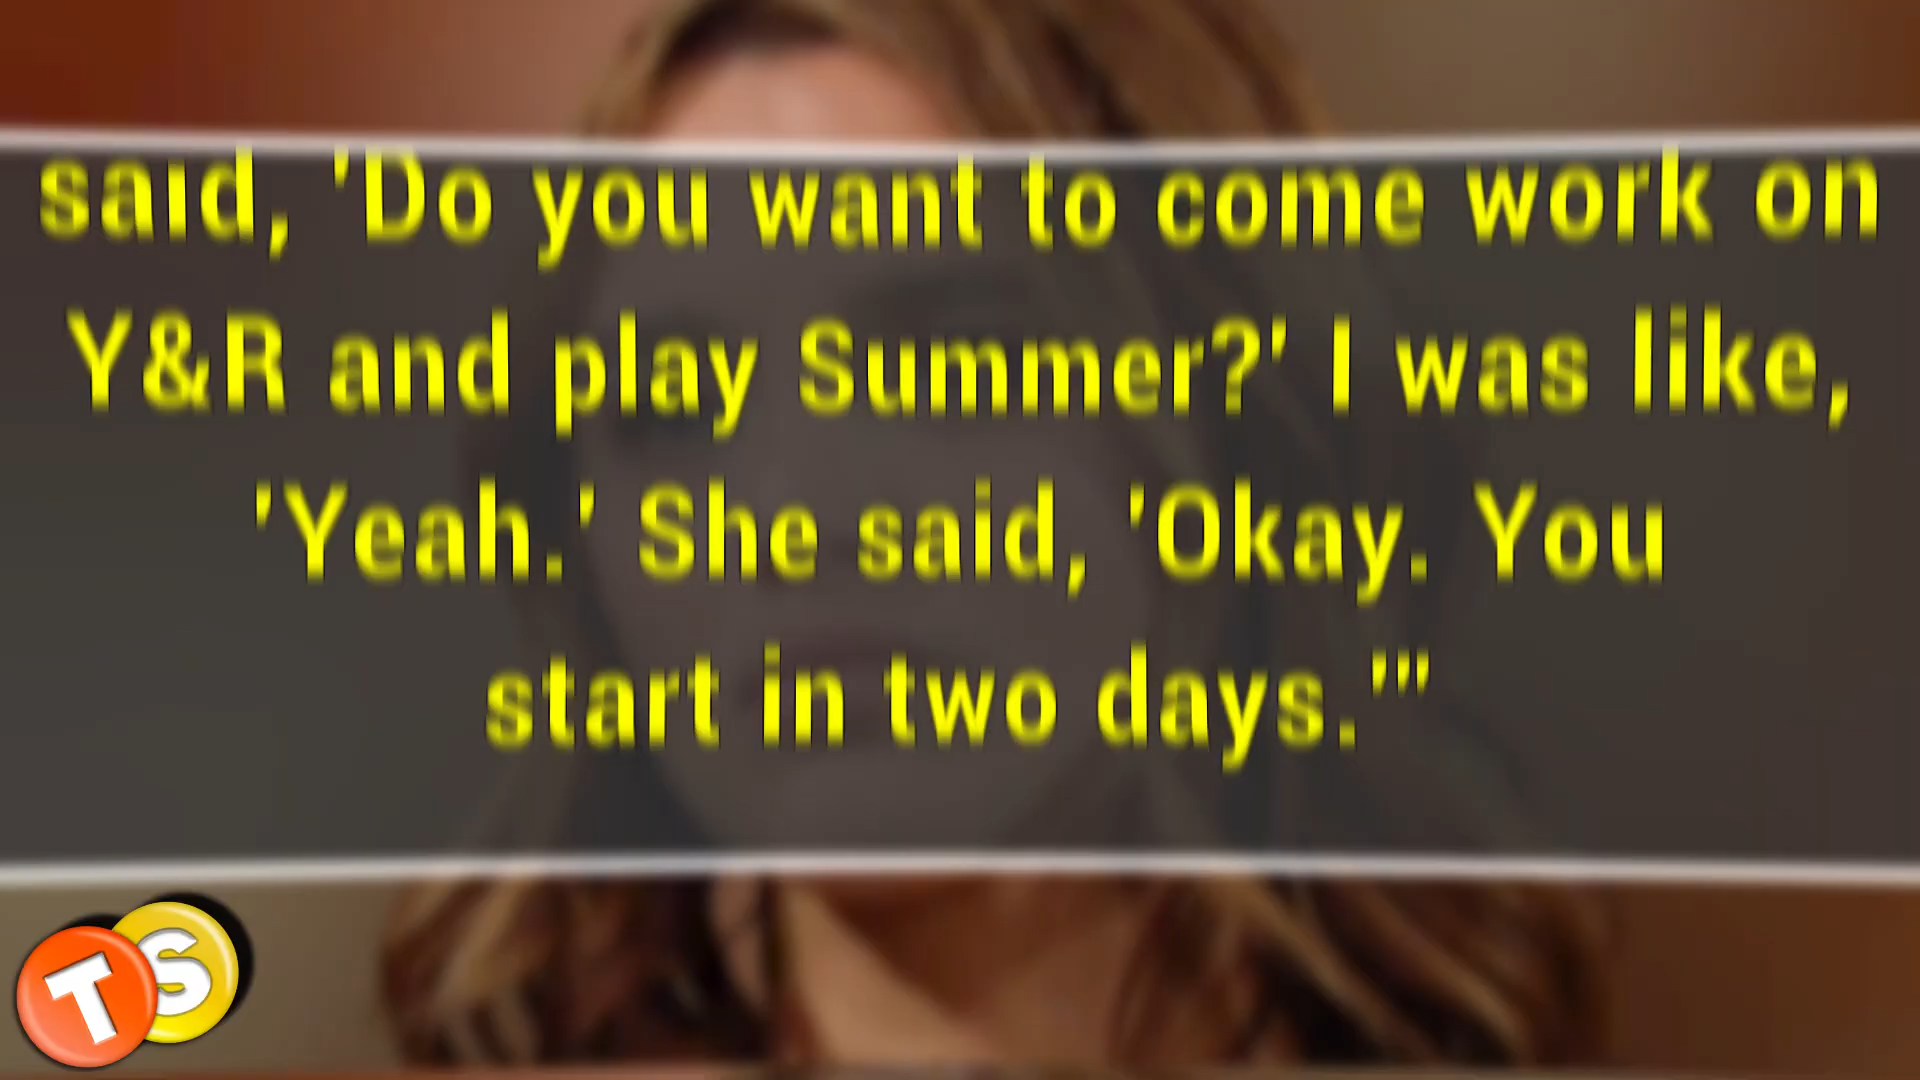 said, 'Do you want to come work on
Y&R and play Summer?' I was like,
'Yeah.' She said, 'Okay. You
start in two days.'"
TS